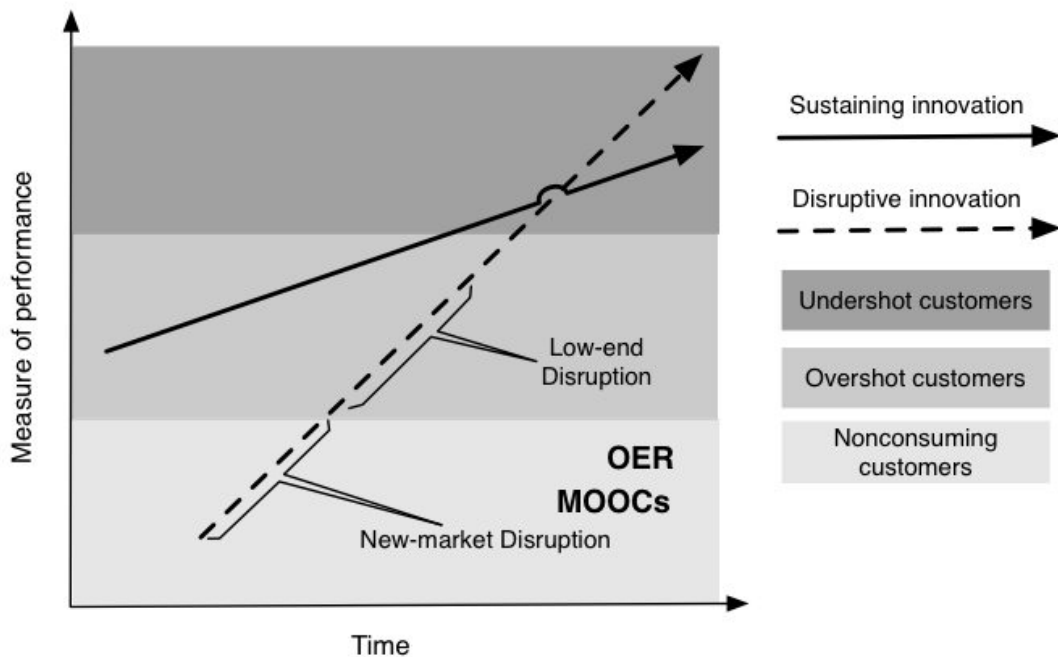 Measure of performance
Time
Low-end
Disruption
OER
MOOCs
New-market Disruption
Sustaining innovation
Disruptive innovation
Undershot customers
Overshot customers
Nonconsuming
customers